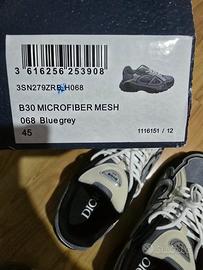 3 616256 253908
3SN279ZRB H068
B30 MICROFIBER MESH
068 Bluegrey
45
1116151 / 12
DIO